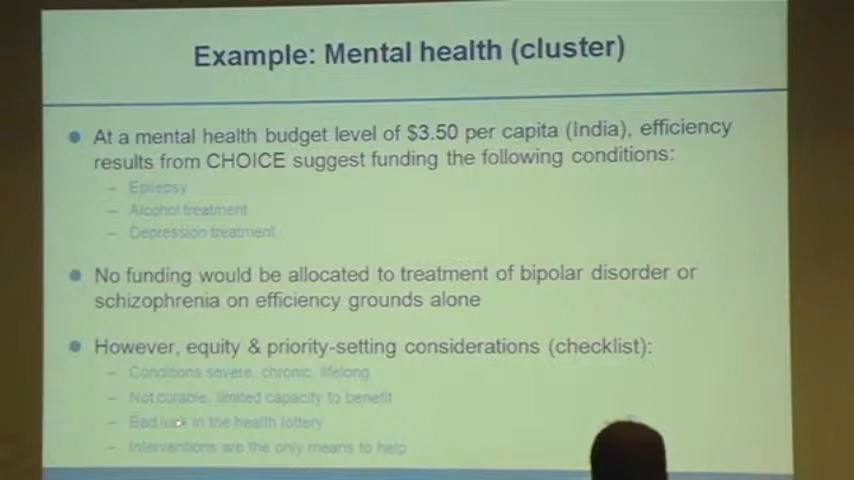 Example: Mental health (cluster)
At a mental health budget level of $3.50 per capita (India), efficiency
results from CHOICE suggest funding the following conditions:
– Epilepsy
– Alcohol treatment
– Depression treatment
No funding would be allocated to treatment of bipolar disorder or
schizophrenia on efficiency grounds alone
However, equity & priority-setting considerations (checklist):
– Conditions severe, chronic, lifelong
– Not curable, limited capacity to benefit
– Bad luck in the health lottery
– Interventions are the only means to help